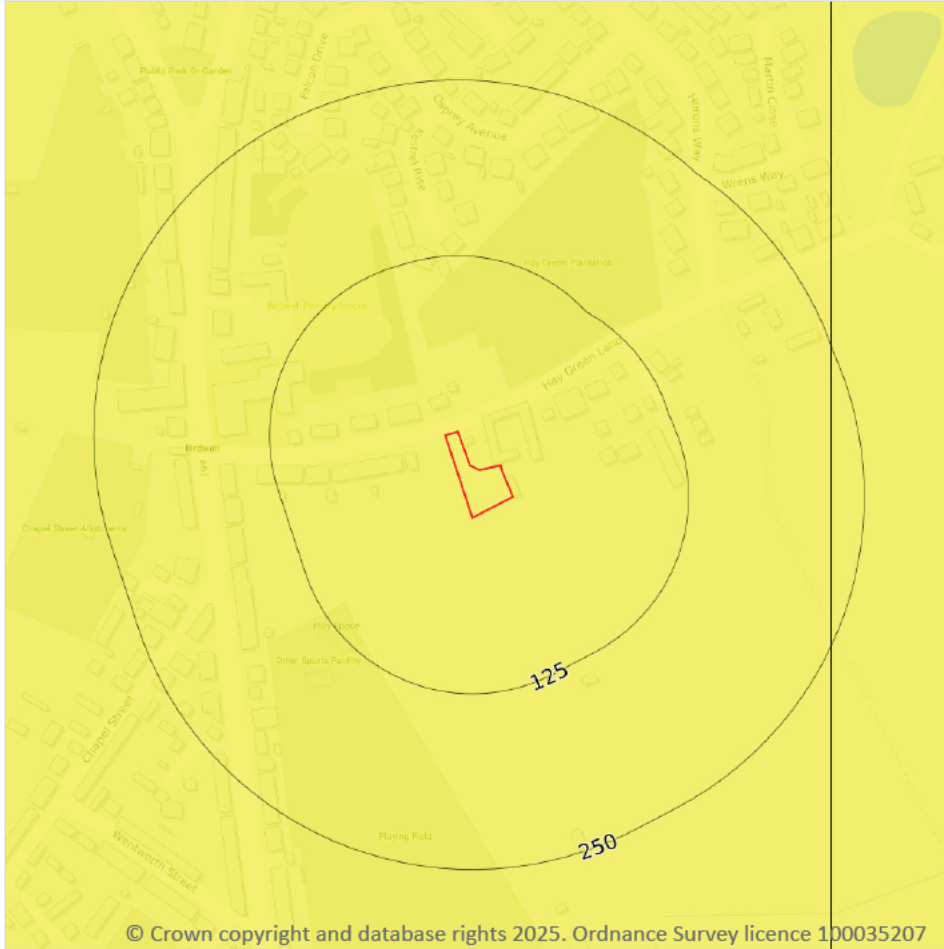 Falcon Drive
Public Park Or Garden
Osprey Avenue
Kestrel Rise
Herons Way
Martin Close
Wrens Way
Hay Green Plantation
Birdwell Primary School
Hay Green Lane
Birdwell
A61
Chapel Street Allotments
Play Space
Other Sports Facility
125
Chapel Street
Playing Field
250
Wentworth Street
© Crown copyright and database rights 2025. Ordnance Survey licence 100035207